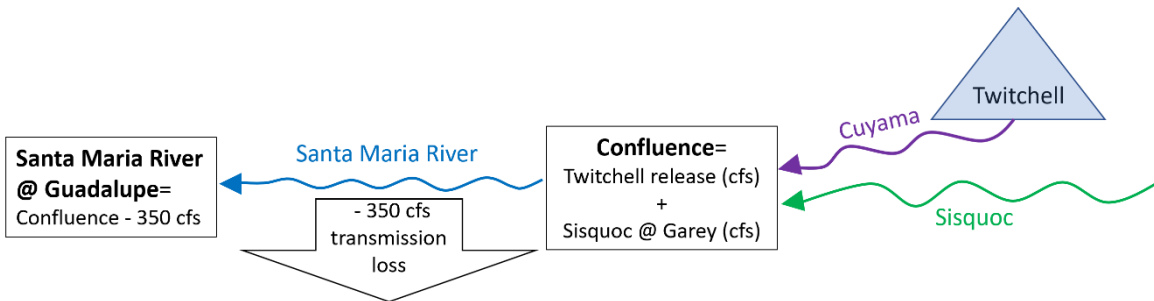 Twitchell
Cuyama
Santa Maria River
@ Guadalupe=
Confluence - 350 cfs
Santa Maria River
- 350 cfs
transmission
loss
Confluence=
Twitchell release (cfs)
+
Sisquoc @ Garey (cfs)
Sisquoc